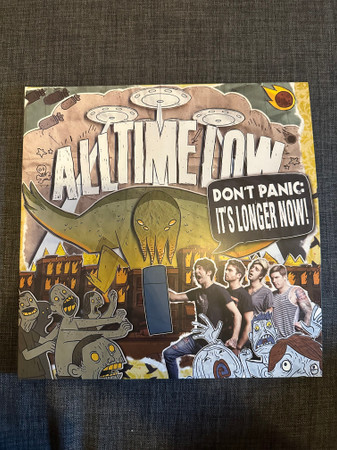 ALL TIME LOW
DON'T PANIC:
IT'S LONGER NOW!